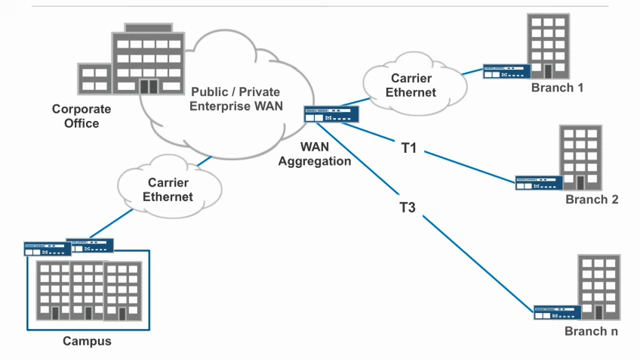 Corporate
Office
Public / Private
Enterprise WAN
Carrier
Ethernet
Branch 1
WAN
Aggregation
T1
Branch 2
Carrier
Ethernet
T3
Campus
Branch n